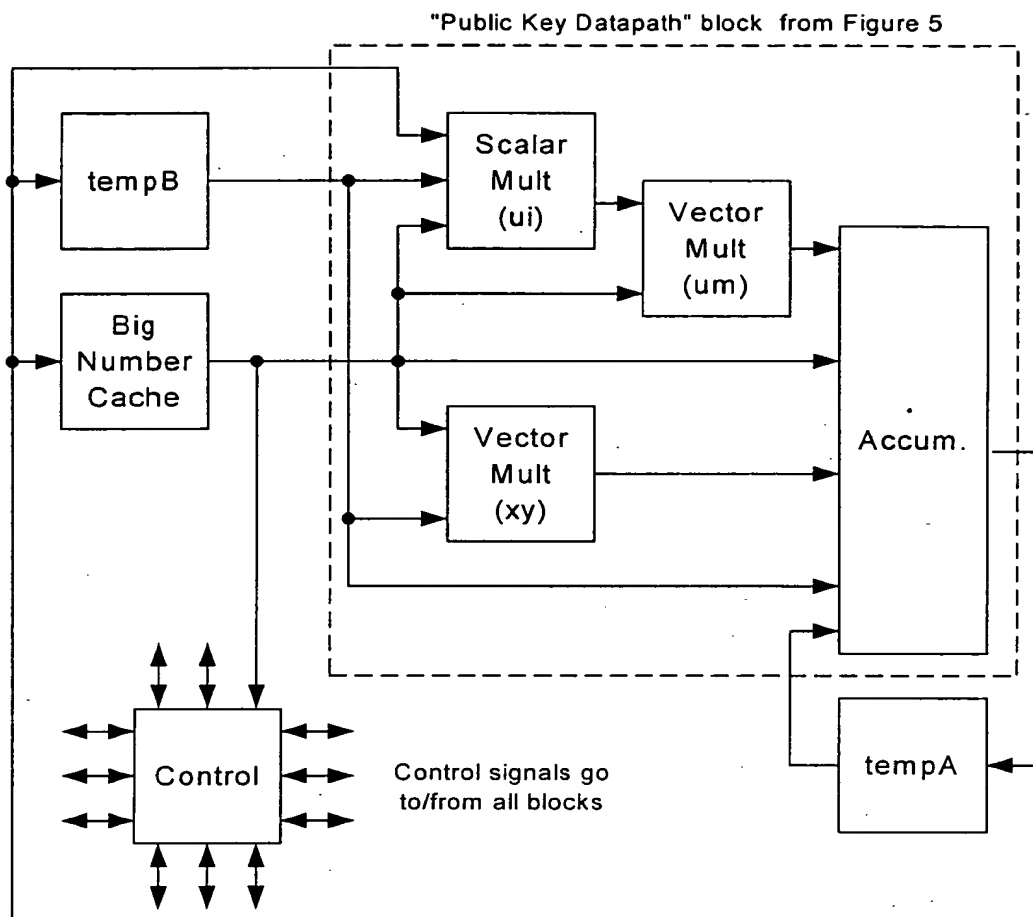 "Public Key Datapath" block from Figure 5
tempB
Scalar
Mult
(ui)
Vector
Mult
(um)
Big
Number
Cache
Vector
Mult
(xy)
Accum.
Control
Control signals go
to/from all blocks
tempA